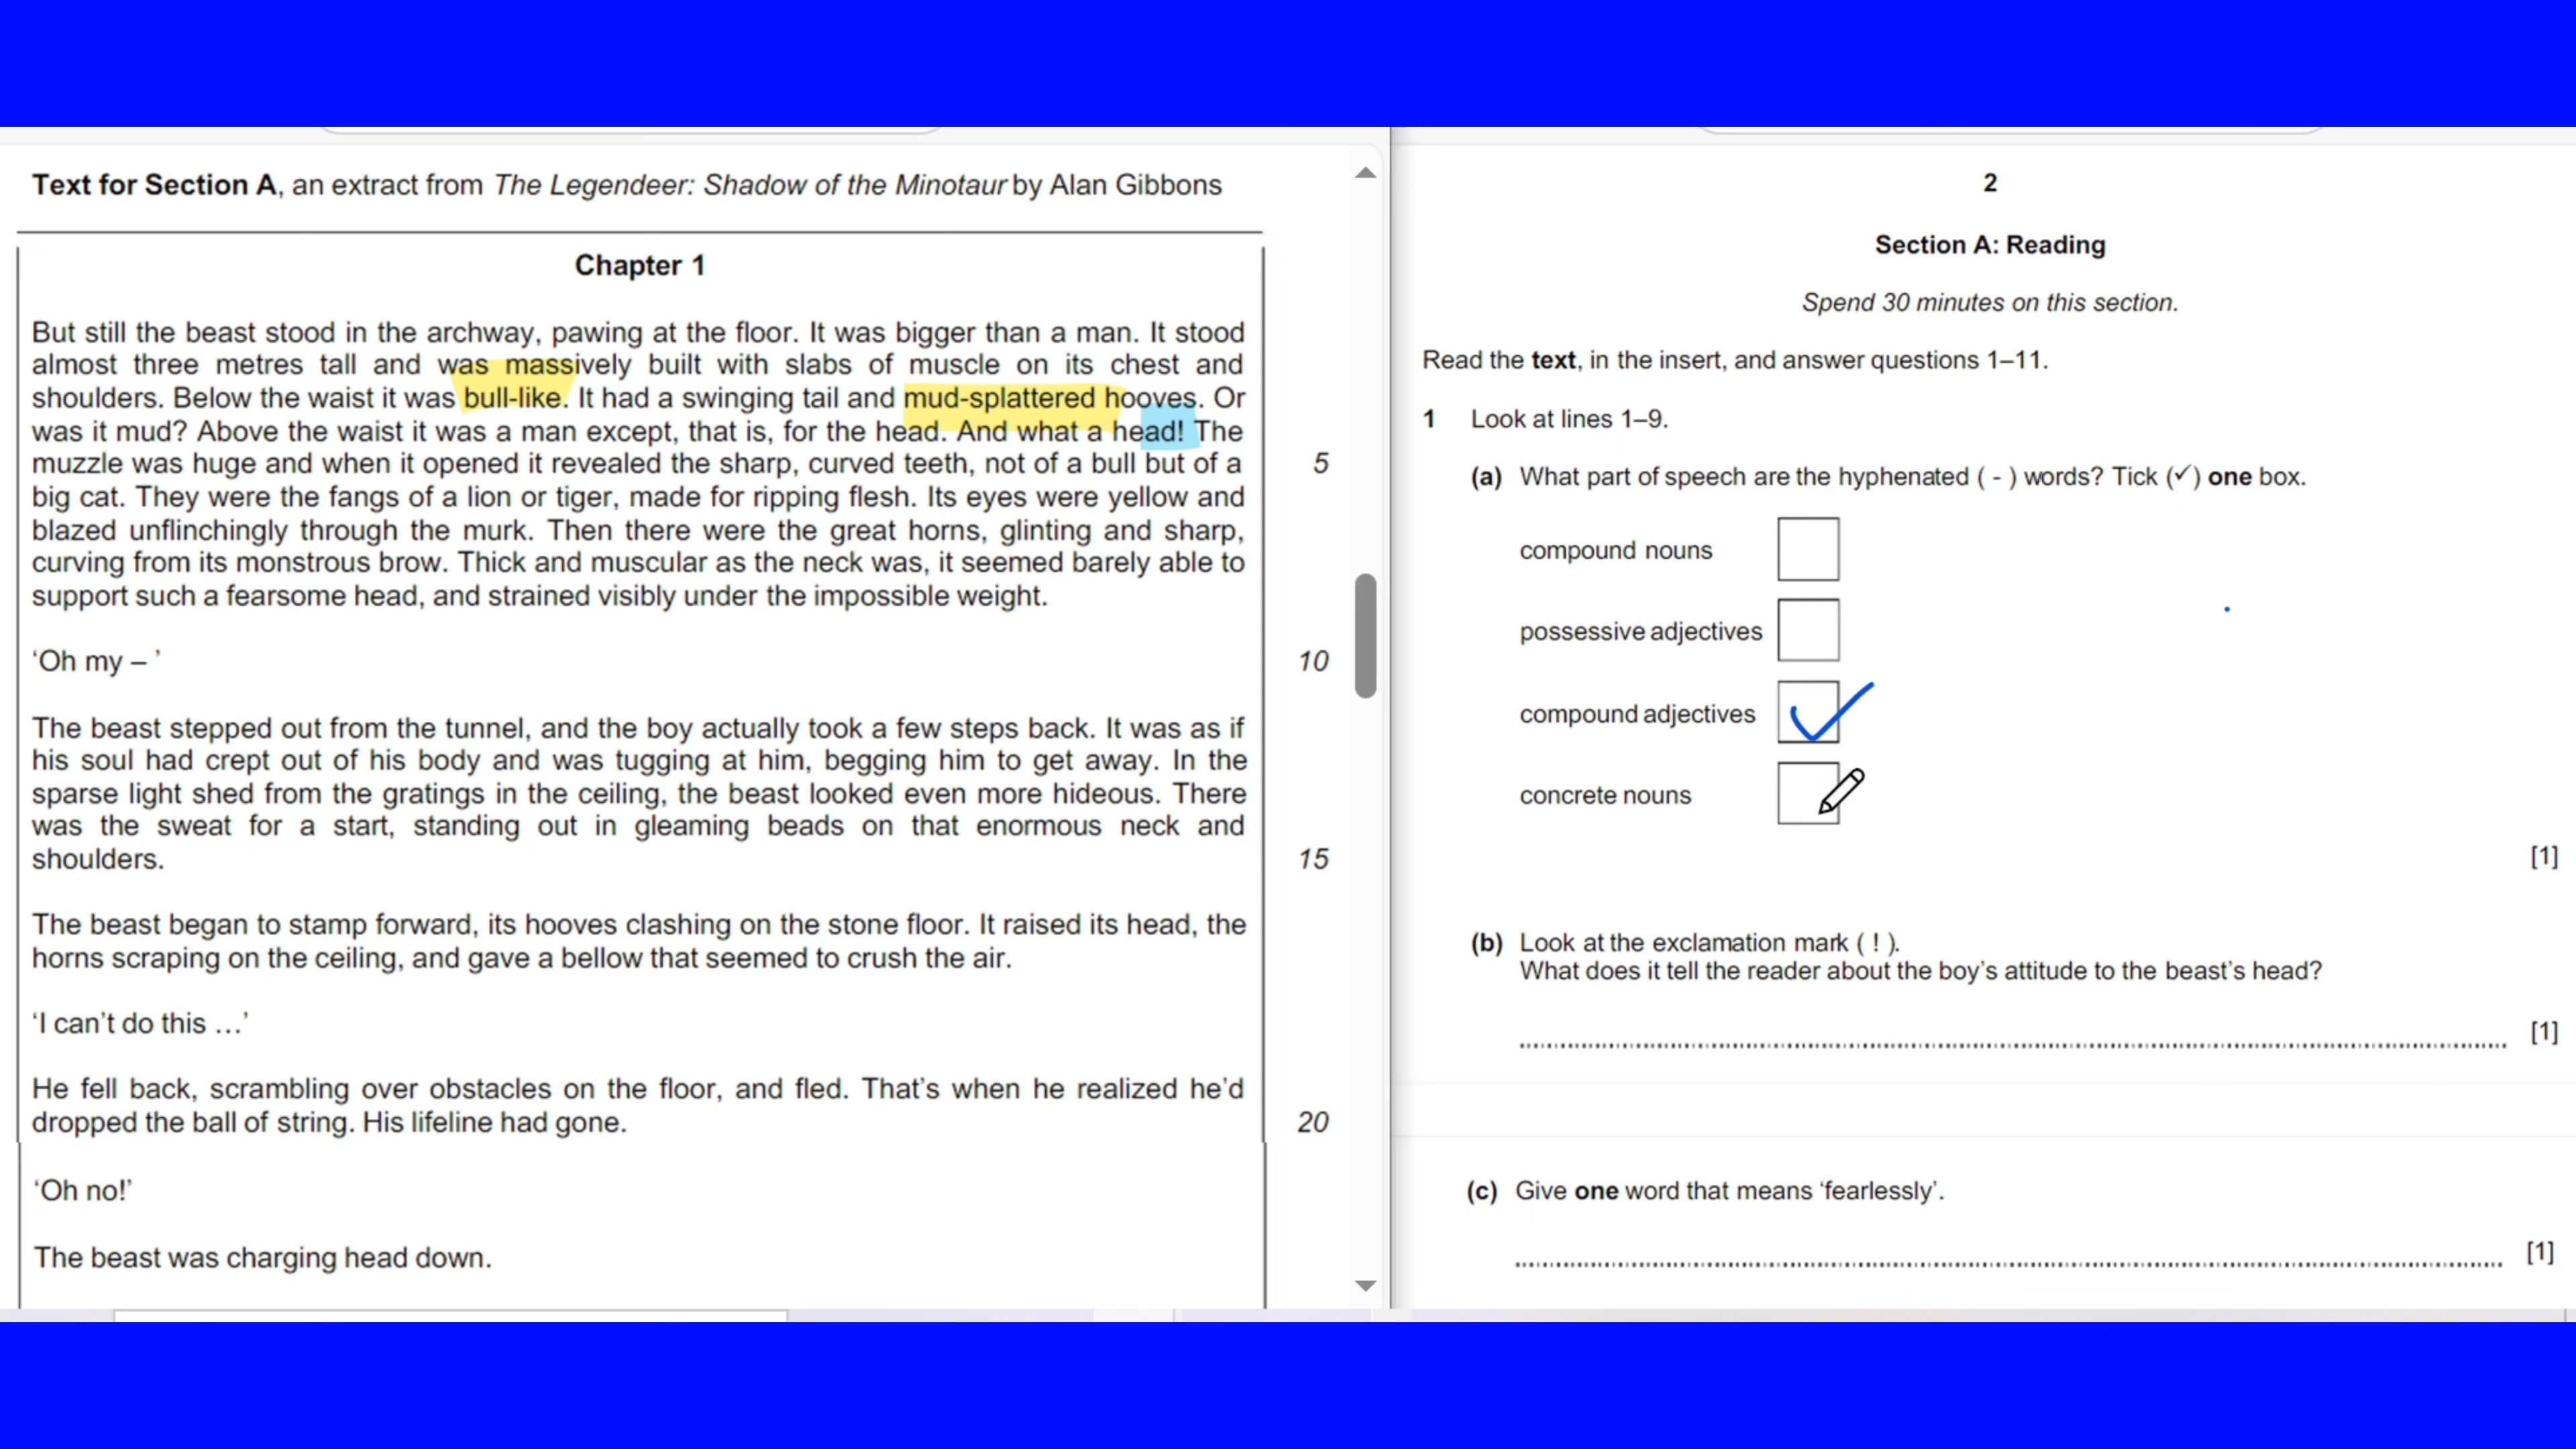 Text for Section A, an extract from The Legendeer: Shadow of the Minotaur by Alan Gibbons
Chapter 1
But still the beast stood in the archway, pawing at the floor. It was bigger than a man. It stood
almost three metres tall and was massively built with slabs of muscle on its chest and
shoulders. Below the waist it was bull-like. It had a swinging tail and mud-splattered hooves. Or
was it mud? Above the waist it was a man except, that is, for the head. And what a head! The
muzzle was huge and when it opened it revealed the sharp, curved teeth, not of a bull but of a
5
big cat. They were the fangs of a lion or tiger, made for ripping flesh. Its eyes were yellow and
blazed unflinchingly through the murk. Then there were the great horns, glinting and sharp,
curving from its monstrous brow. Thick and muscular as the neck was, it seemed barely able to
support such a fearsome head, and strained visibly under the impossible weight.
‘Oh my – ’
10
The beast stepped out from the tunnel, and the boy actually took a few steps back. It was as if
his soul had crept out of his body and was tugging at him, begging him to get away. In the
sparse light shed from the gratings in the ceiling, the beast looked even more hideous. There
was the sweat for a start, standing out in gleaming beads on that enormous neck and
shoulders.
15
The beast began to stamp forward, its hooves clashing on the stone floor. It raised its head, the
horns scraping on the ceiling, and gave a bellow that seemed to crush the air.
‘I can’t do this …’
He fell back, scrambling over obstacles on the floor, and fled. That’s when he realized he’d
dropped the ball of string. His lifeline had gone.
20
‘Oh no!’
The beast was charging head down.
2
Section A: Reading
Spend 30 minutes on this section.
Read the text, in the insert, and answer questions 1–11.
1 Look at lines 1–9.
(a) What part of speech are the hyphenated ( - ) words? Tick (✓) one box.
compound nouns
possessive adjectives
compound adjectives ✓
concrete nouns
[1]
(b) Look at the exclamation mark ( ! ).
What does it tell the reader about the boy’s attitude to the beast’s head?
[1]
(c) Give one word that means ‘fearlessly’.
[1]